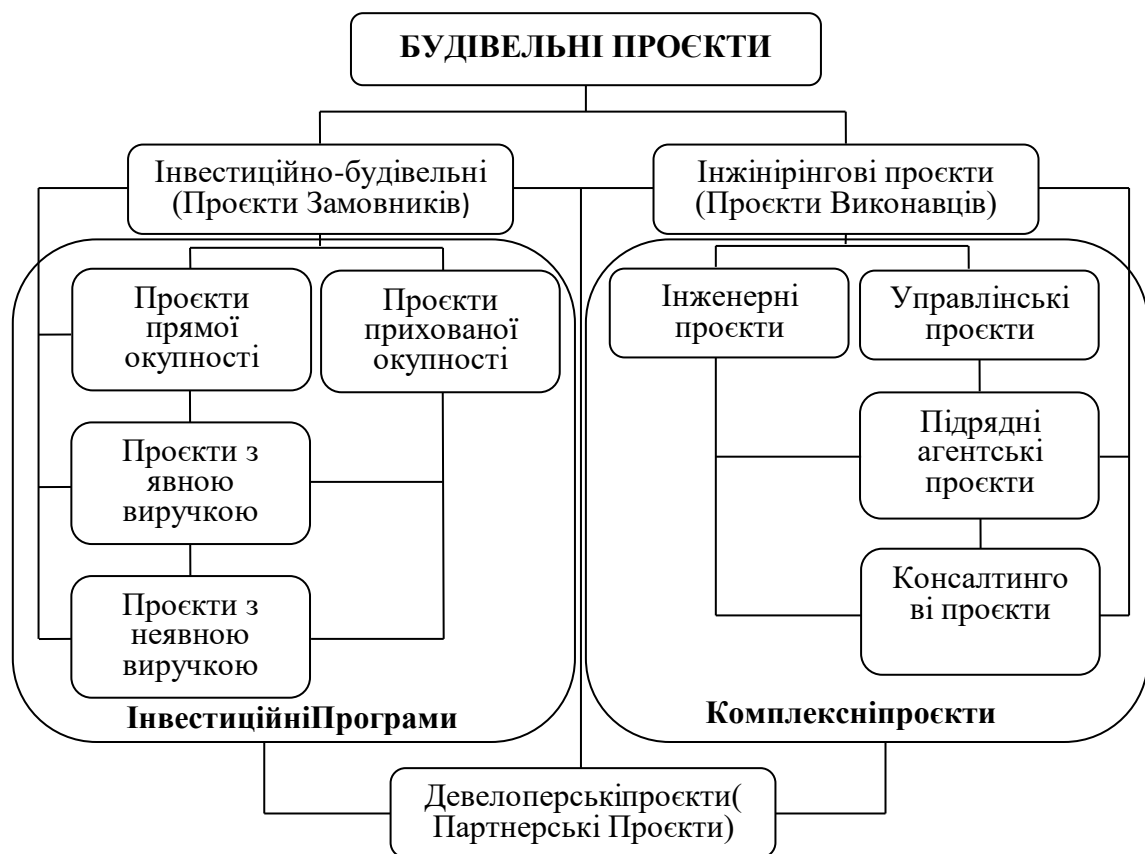 БУДІВЕЛЬНІ ПРОЄКТИ
Інвестиційно-будівельні
(Проєкти Замовників)
Інжинірінгові проєкти
(Проєкти Виконавців)
Проєкти
прямої
окупності
Проєкти
прихованої
окупності
Інженерні
проєкти
Управлінські
проєкти
Проєкти з
явною
виручкою
Підрядні
агентські
проєкти
Проєкти з
неявною
виручкою
Консалтинго
ві проєкти
ІнвестиційніПрограми
Комплексніпроєкти
Девелоперськіпроєкти(
Партнерські Проєкти)